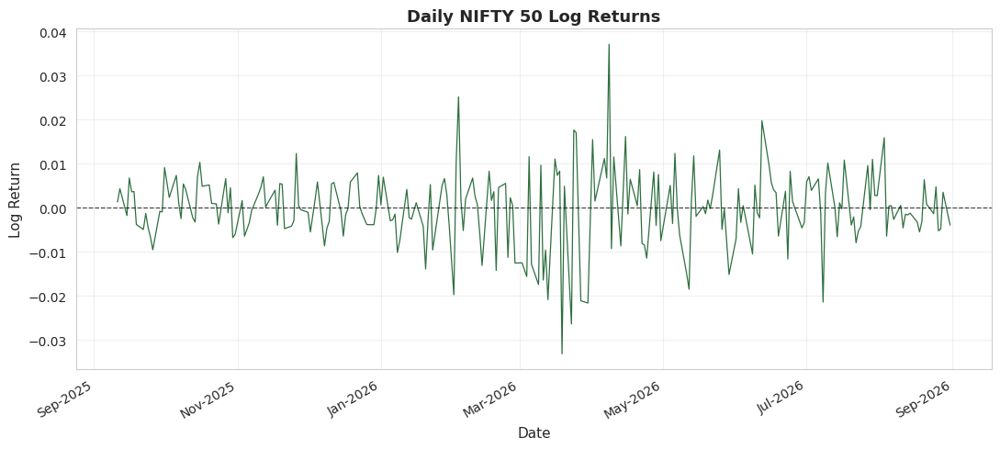 Daily NIFTY 50 Log Returns
Log Return
0.04
0.03
0.02
0.01
0.00
−0.01
−0.02
−0.03
Sep-2025
Nov-2025
Jan-2026
Mar-2026
May-2026
Jul-2026
Sep-2026
Date